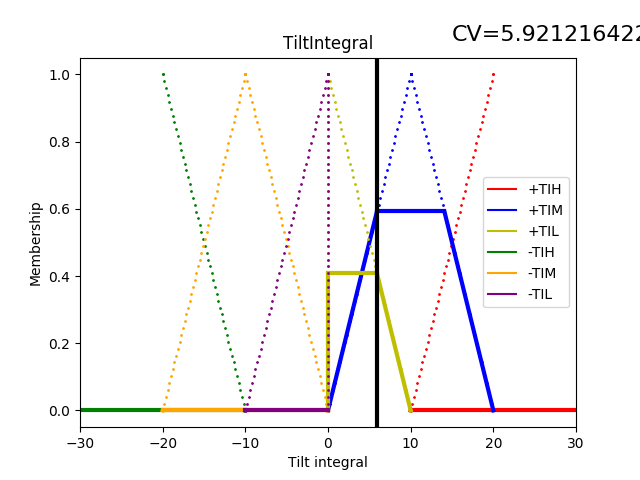 CV=5.921216422
TiltIntegral
1.0
0.8
0.6
0.4
0.2
0.0
Membership
+TIH
+TIM
+TIL
-TIH
-TIM
-TIL
−30 −20 −10 0 10 20 30
Tilt integral